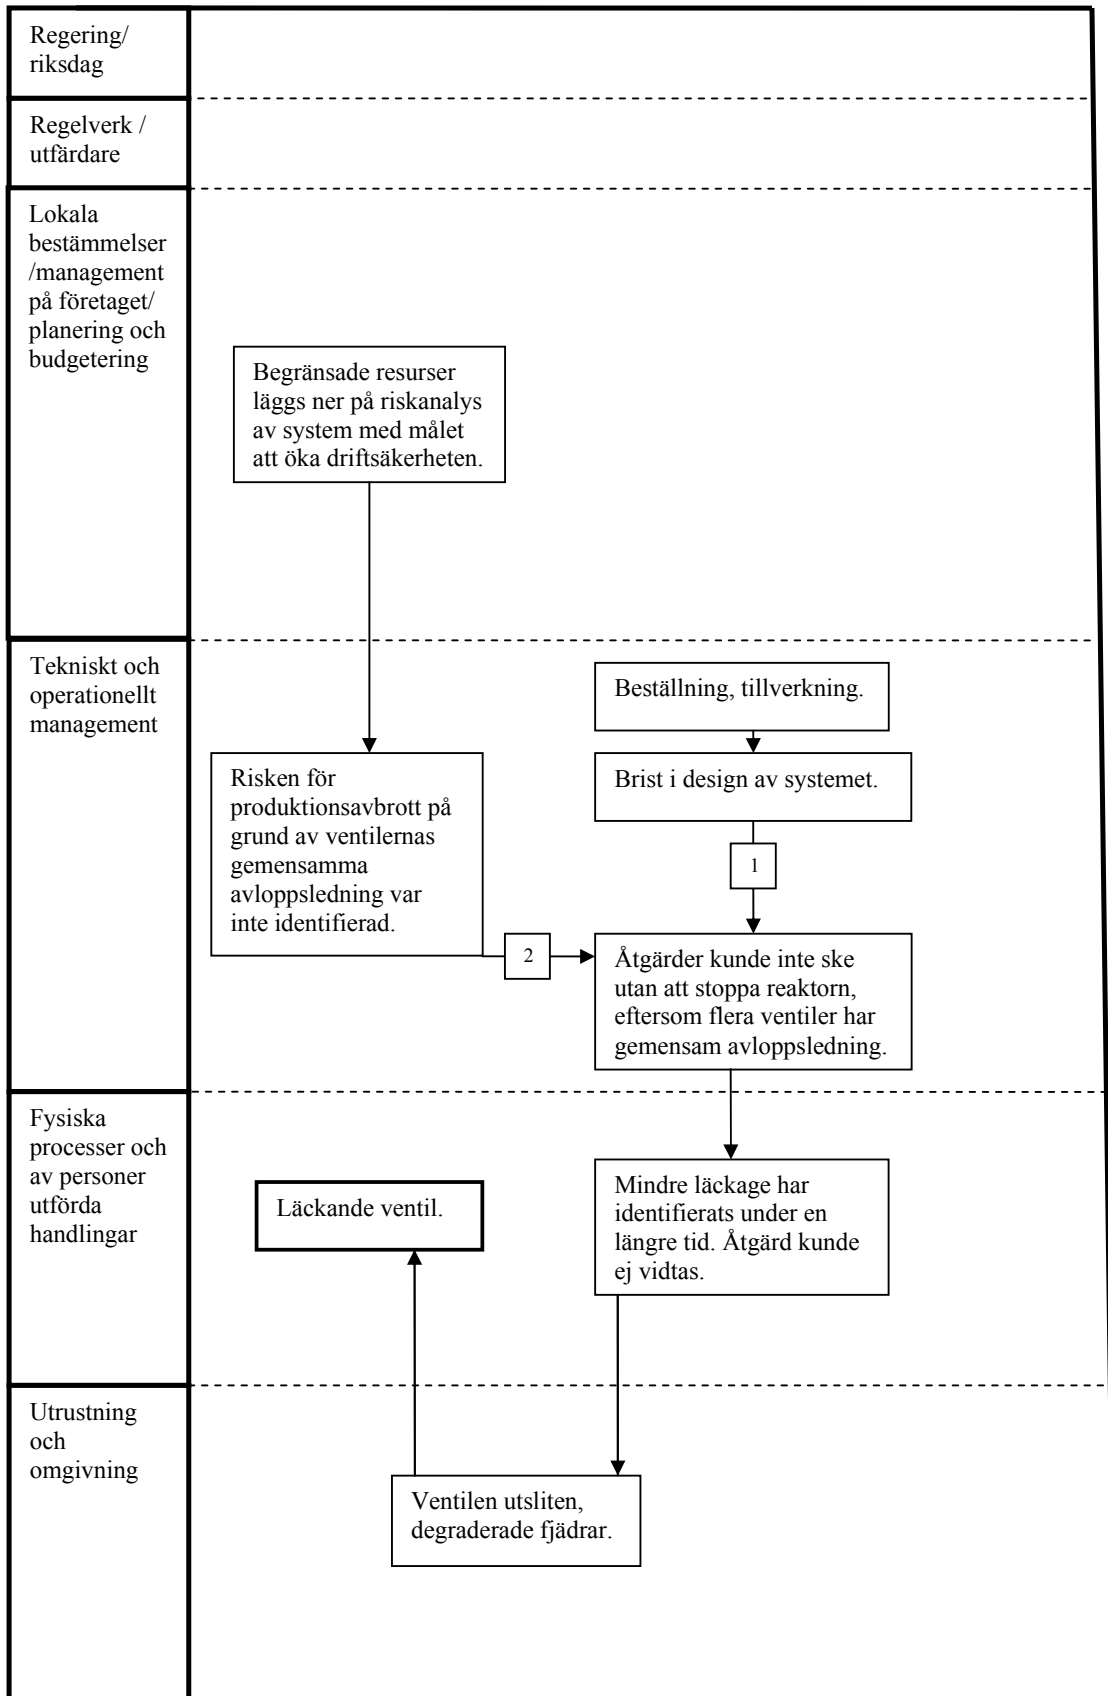 Regering/
riksdag
Regelverk /
utfärdare
Lokala
bestämmelser
/management
på företaget/
planering och
budgetering
Begränsade resurser
läggs ner på riskanalys
av system med målet
att öka driftsäkerheten.
Tekniskt och
operationellt
management
Beställning, tillverkning.
Risken för
produktionsavbrott på
grund av ventilernas
gemensamma
avloppsledning var
inte identifierad.
Brist i design av systemet.
1
2
Åtgärder kunde inte ske
utan att stoppa reaktorn,
eftersom flera ventiler har
gemensam avloppsledning.
Fysiska
processer och
av personer
utförda
handlingar
Läckande ventil.
Mindre läckage har
identifierats under en
längre tid. Åtgärd kunde
ej vidtas.
Utrustning
och
omgivning
Ventilen utsliten,
degraderade fjädrar.